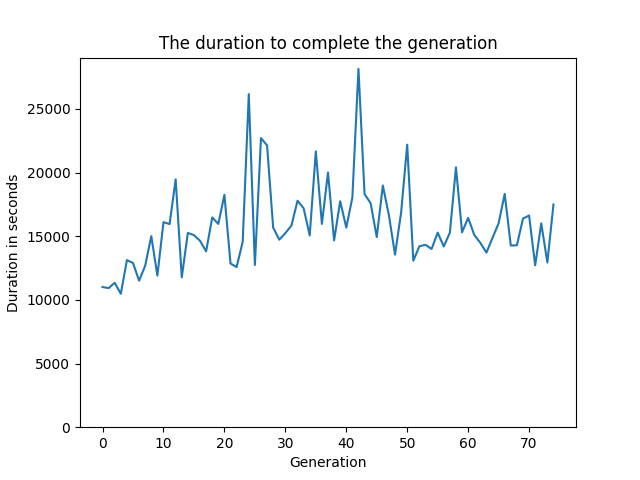 The duration to complete the generation
25000
20000
15000
10000
5000
0
Duration in seconds
0 10 20 30 40 50 60 70
Generation